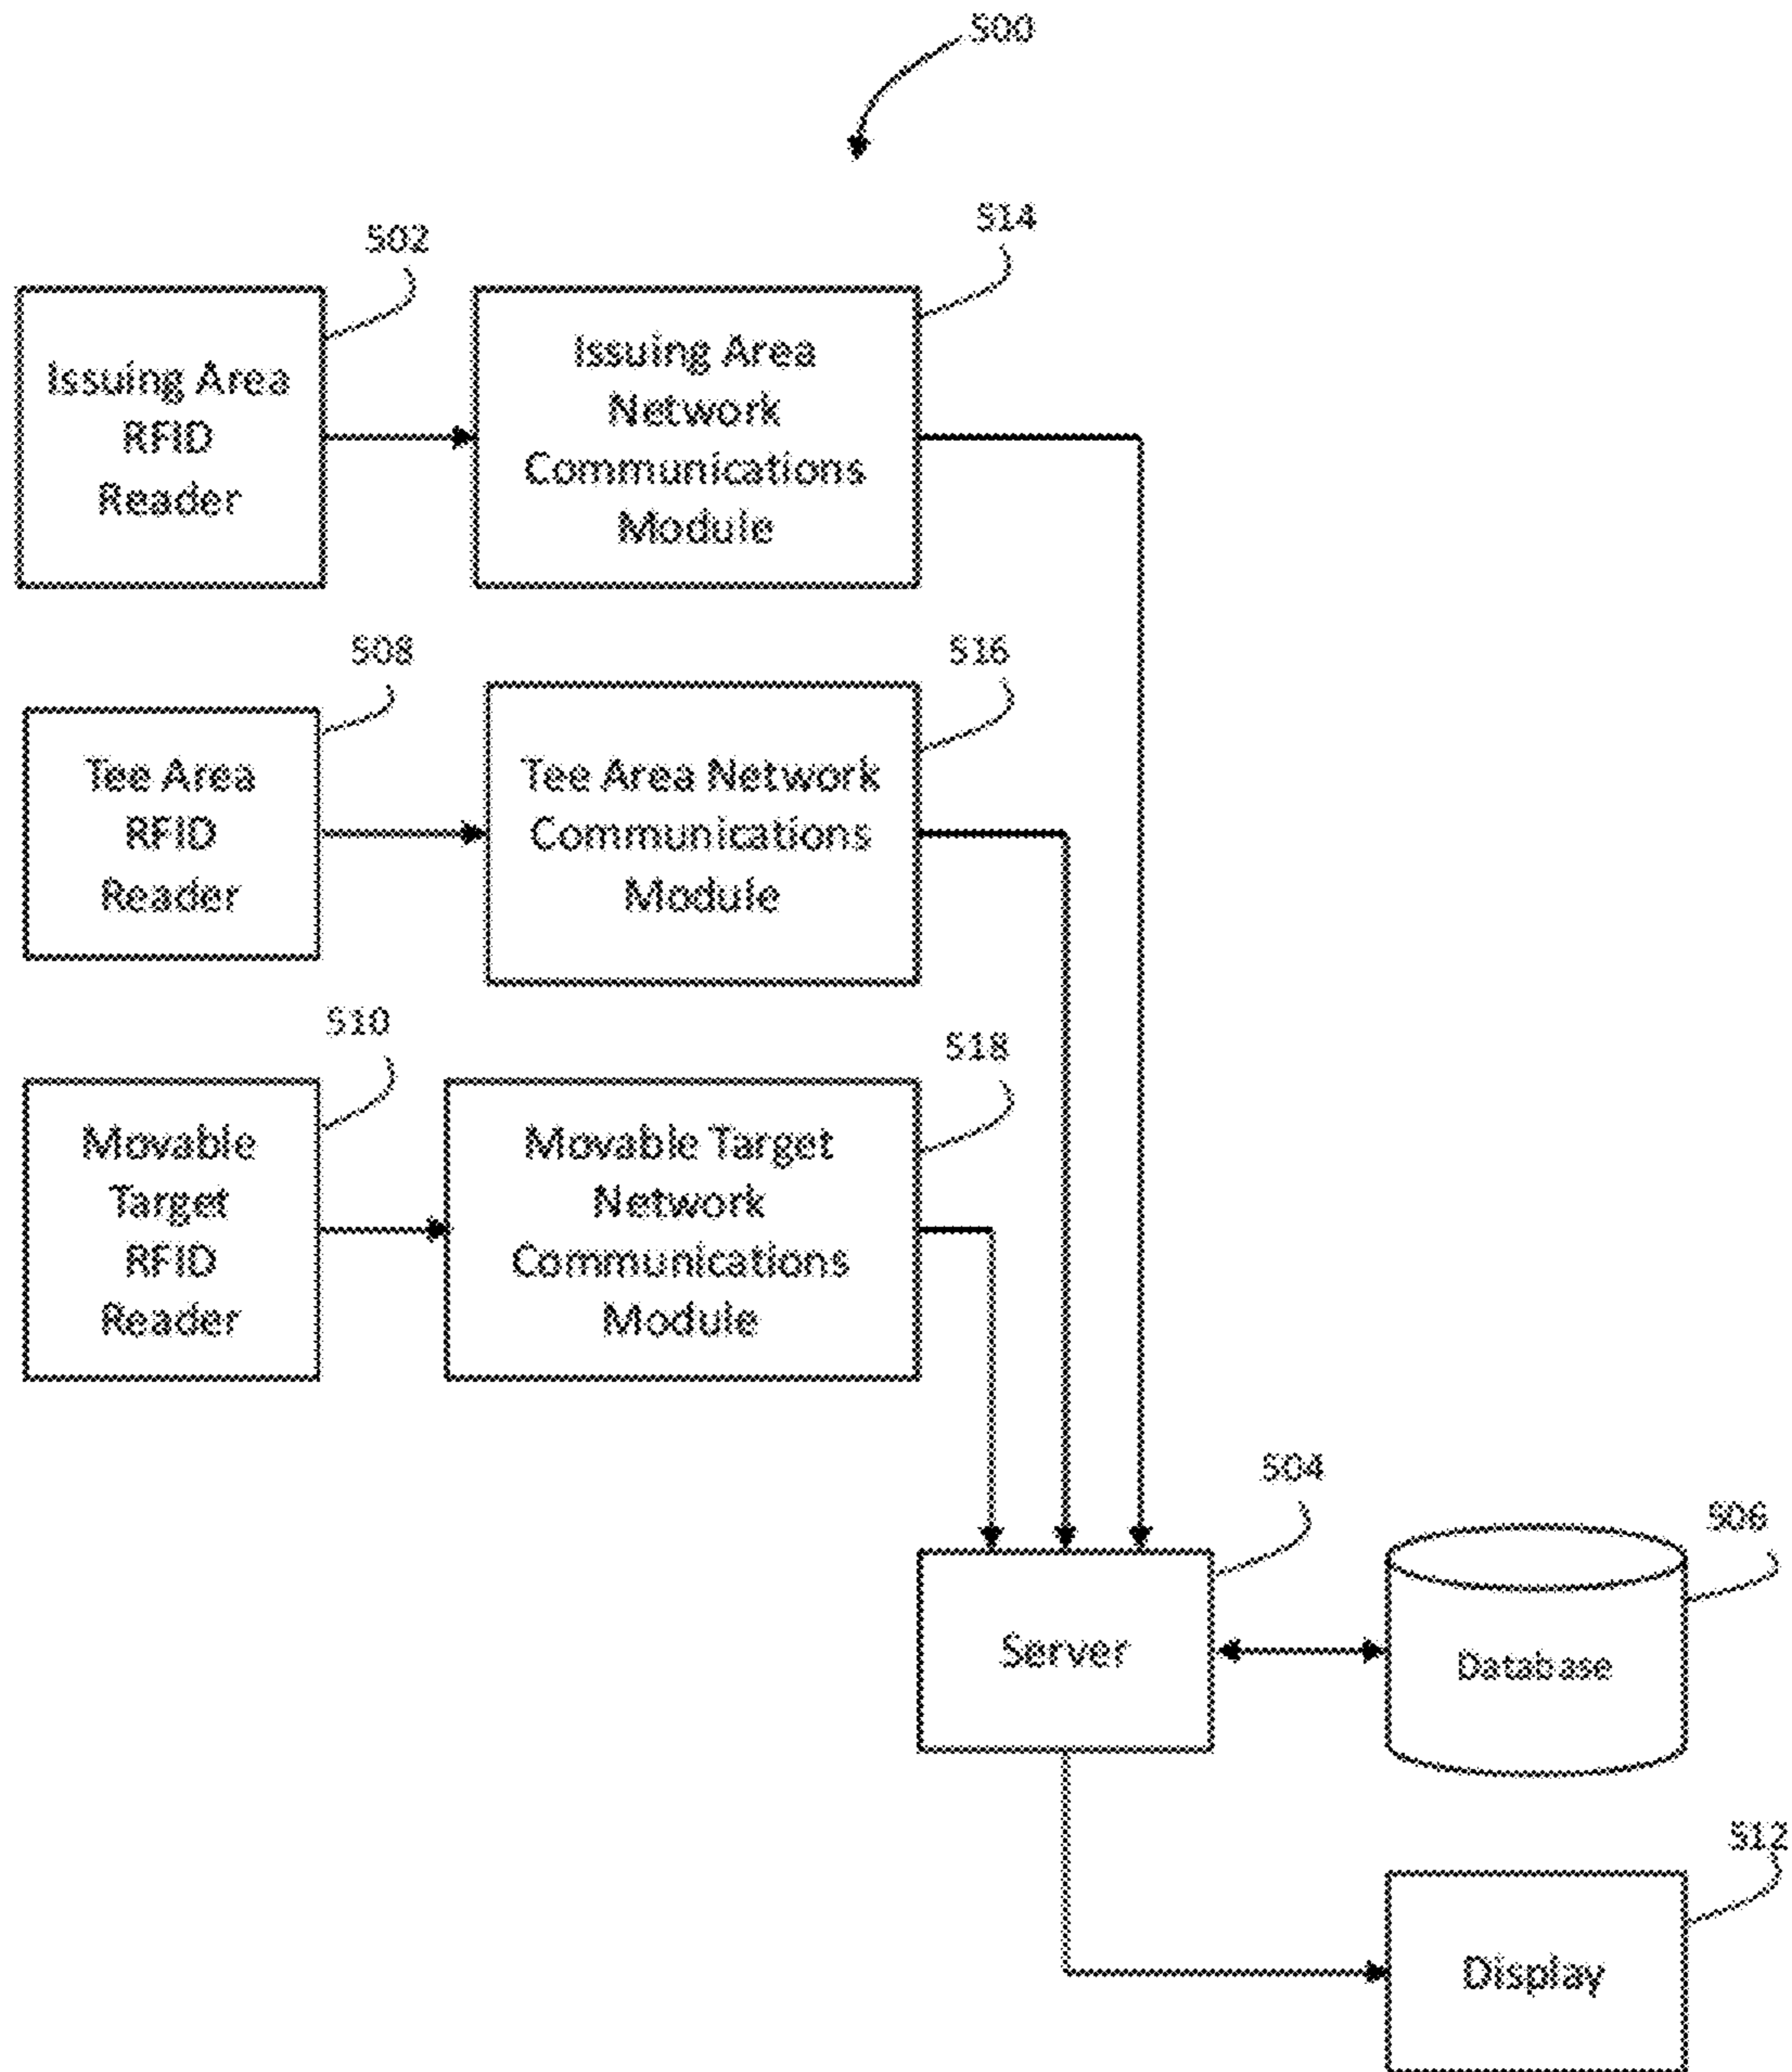 500
502
514
Issuing Area
RFID
Reader
Issuing Area
Network
Communications
Module
508
516
Tee Area
RFID
Reader
Tee Area Network
Communications
Module
510
518
Movable
Target
RFID
Reader
Movable Target
Network
Communications
Module
504
506
Server
Database
512
Display